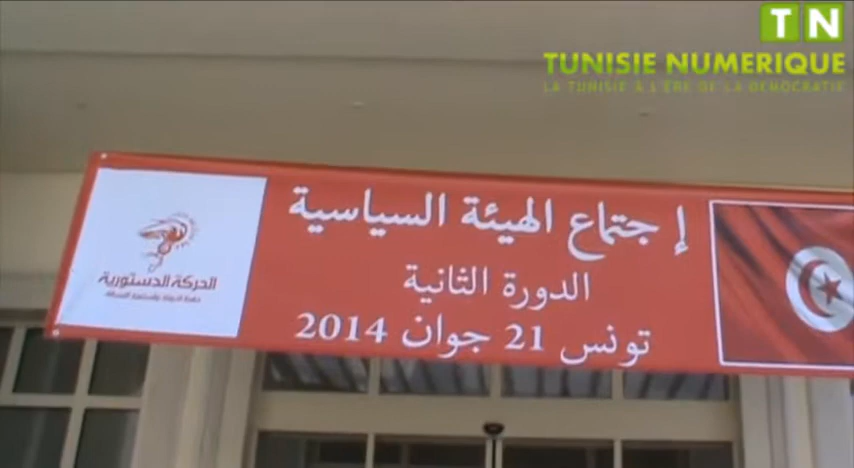 TN
TUNISIE NUMERIQUE
LA TUNISIE À L'ÈRE DE LA DÉMOCRATIE
إجتماع الهيئة السياسية
الدورة الثانية
تونس 21 جوان 2014
الحركة الدستورية